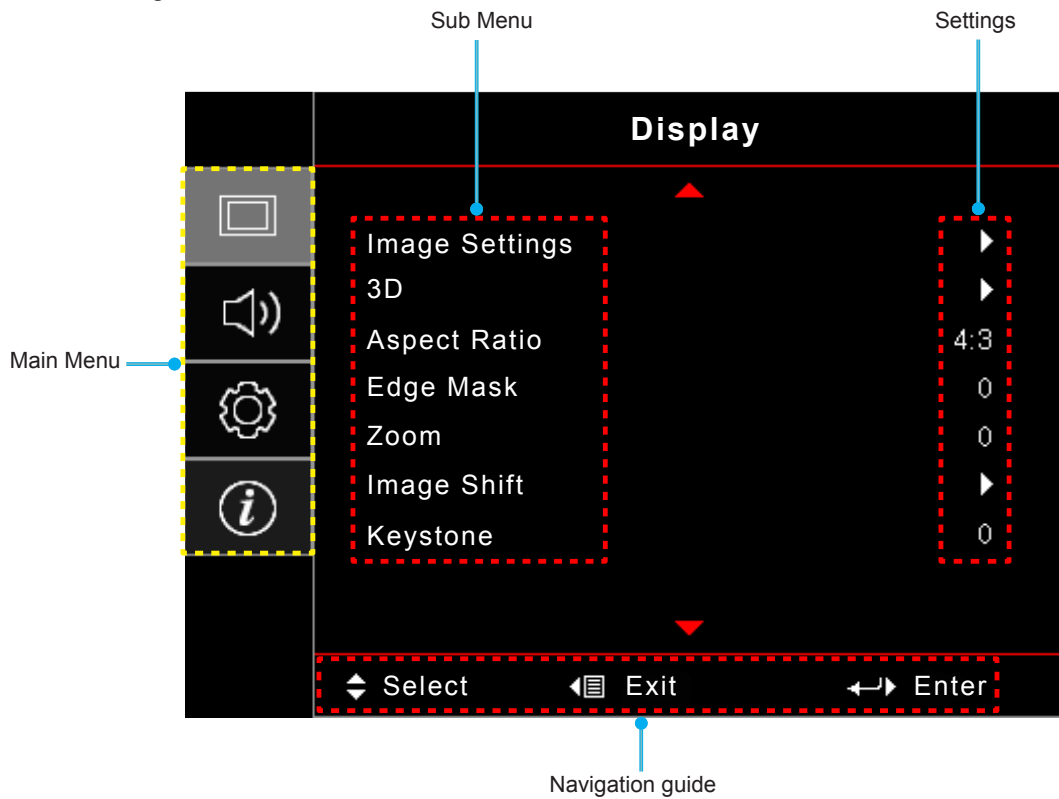 Sub Menu
Settings
Display
Image Settings
3D
Aspect Ratio 4:3
Main Menu
Edge Mask 0
Zoom 0
Image Shift
Keystone 0
Select Exit Enter
Navigation guide